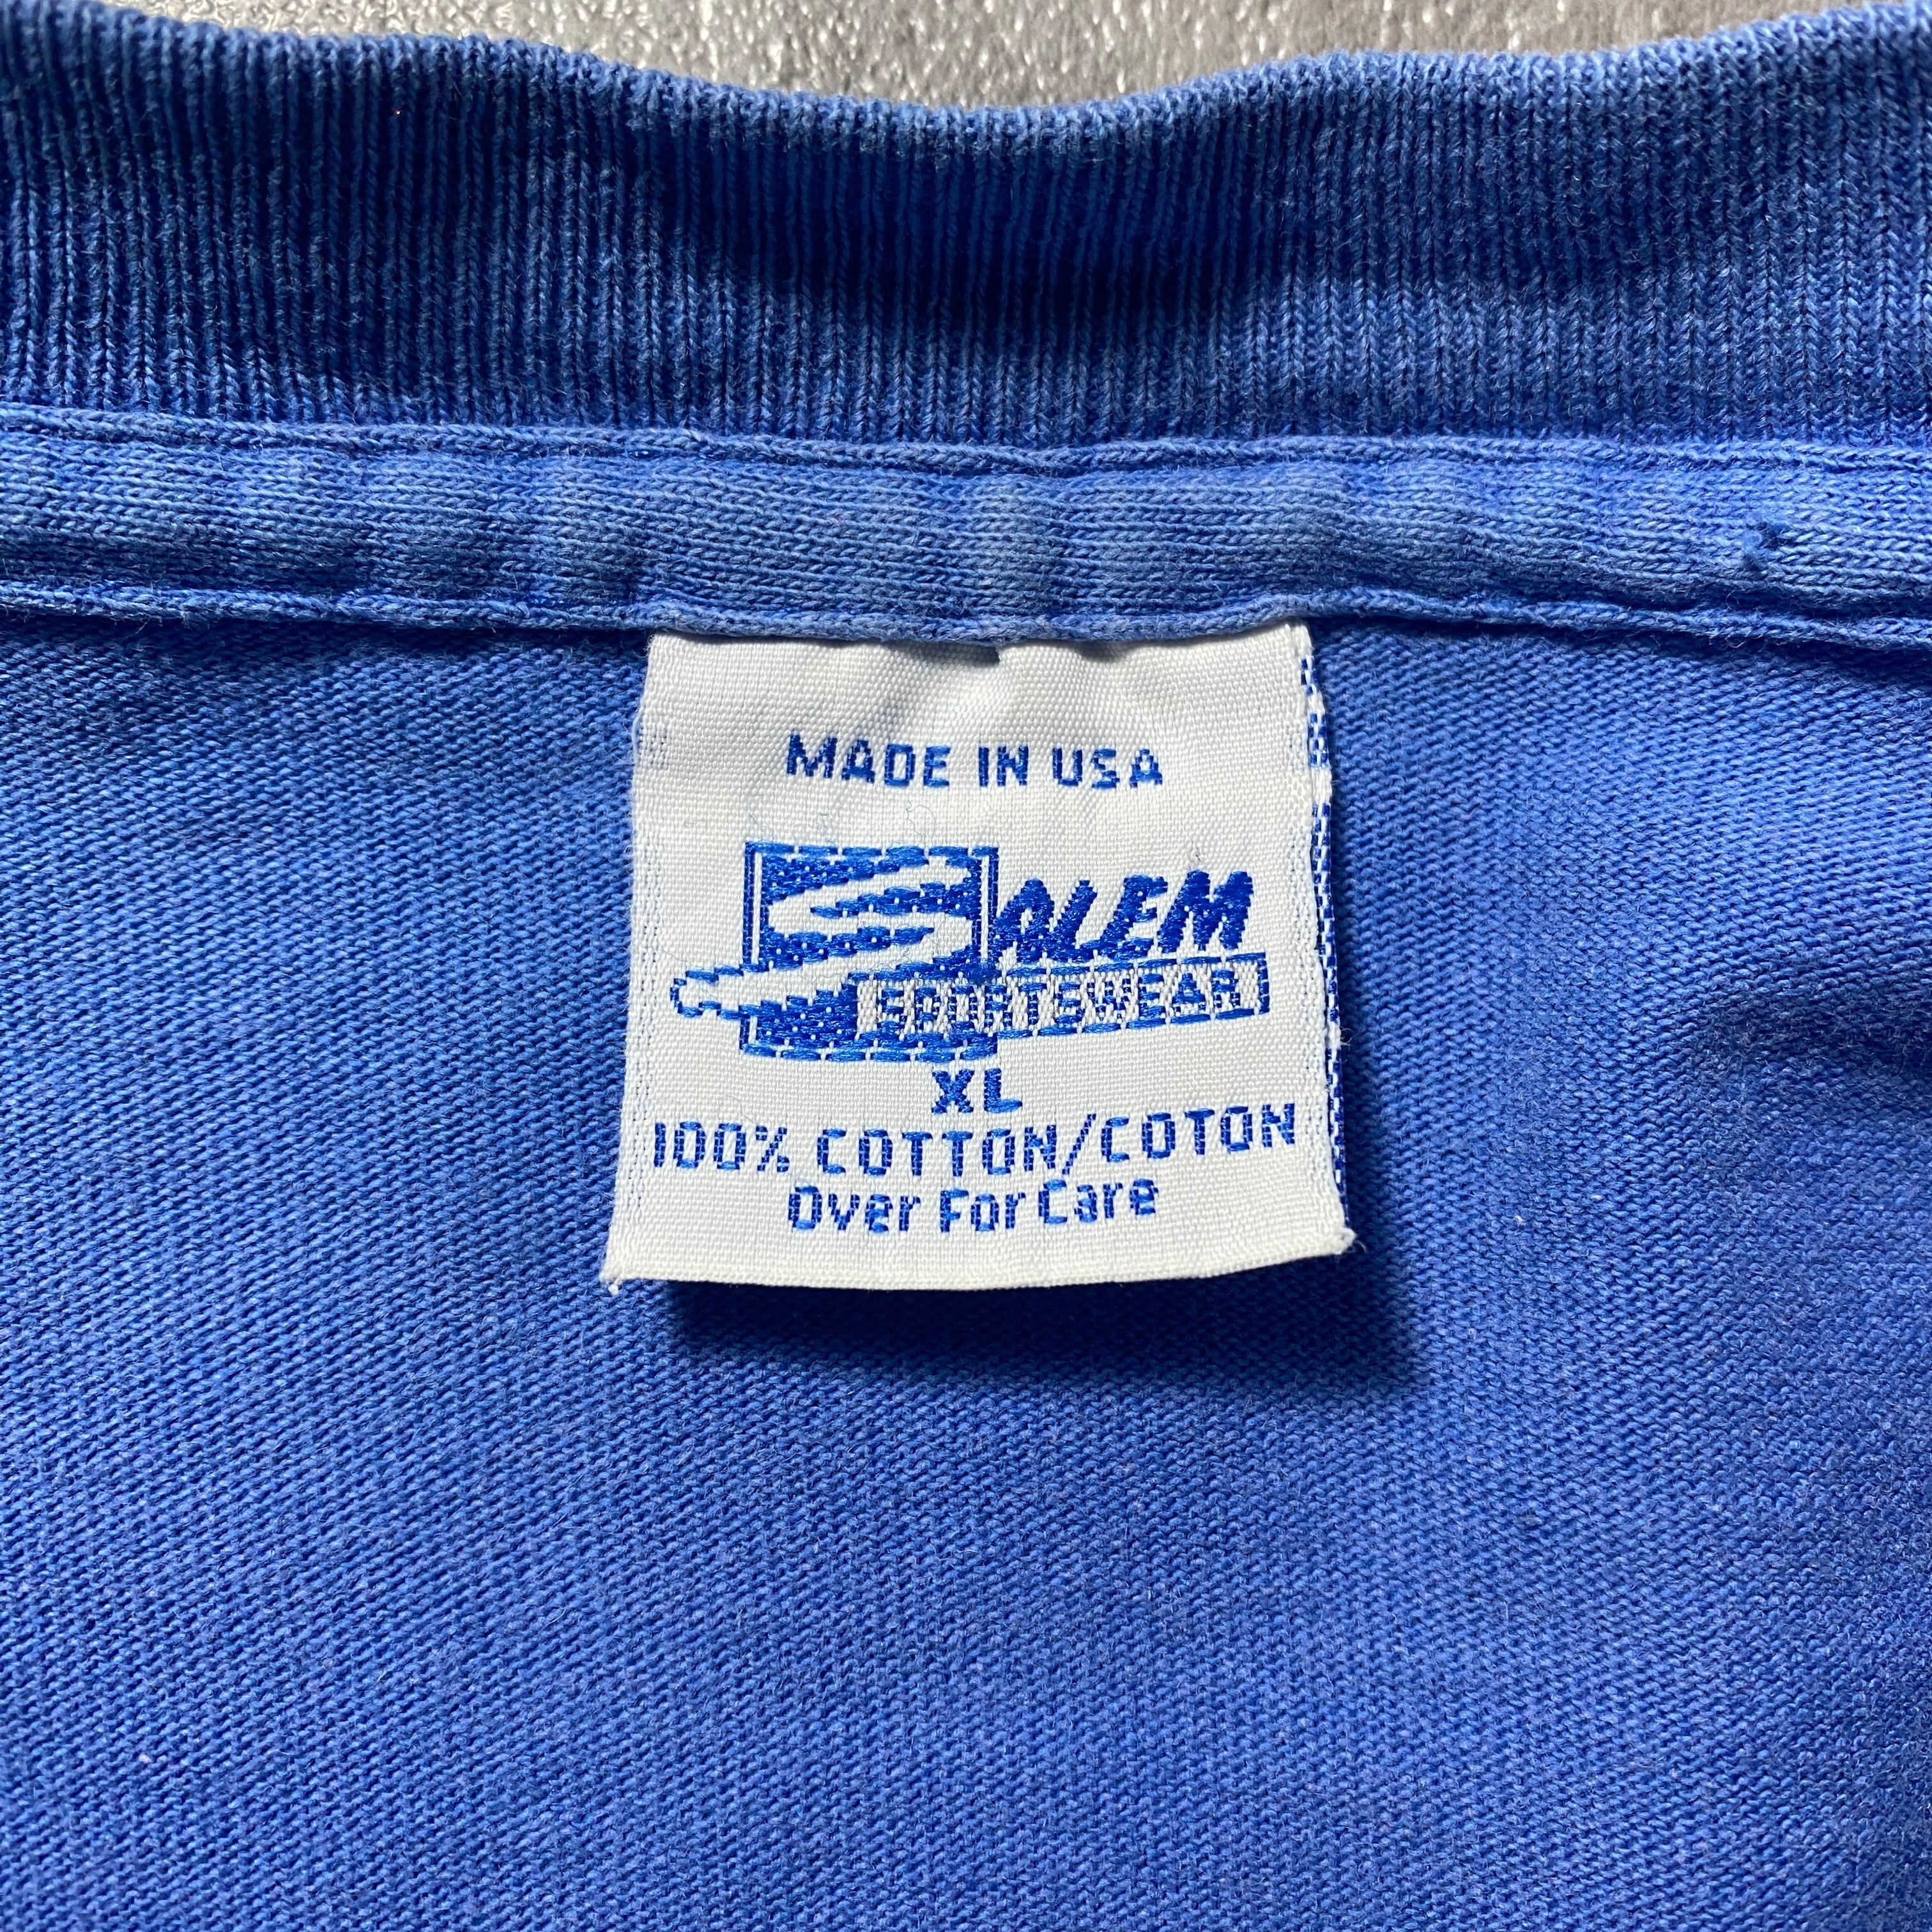 MADE IN USA
SALEM
SPORTSWEAR
XL
100% COTTON/COTON
Over For Care